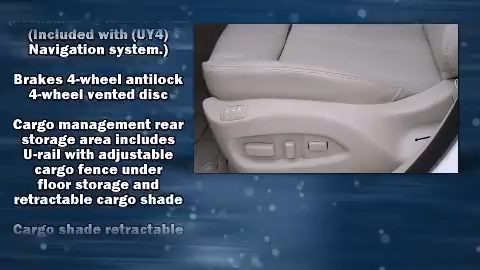 (Included with (UY4)
Navigation system.)
Brakes 4-wheel antilock
4-wheel vented disc
Cargo management rear
storage area includes
U-rail with adjustable
cargo fence under
floor storage and
retractable cargo shade
Cargo shade retractable